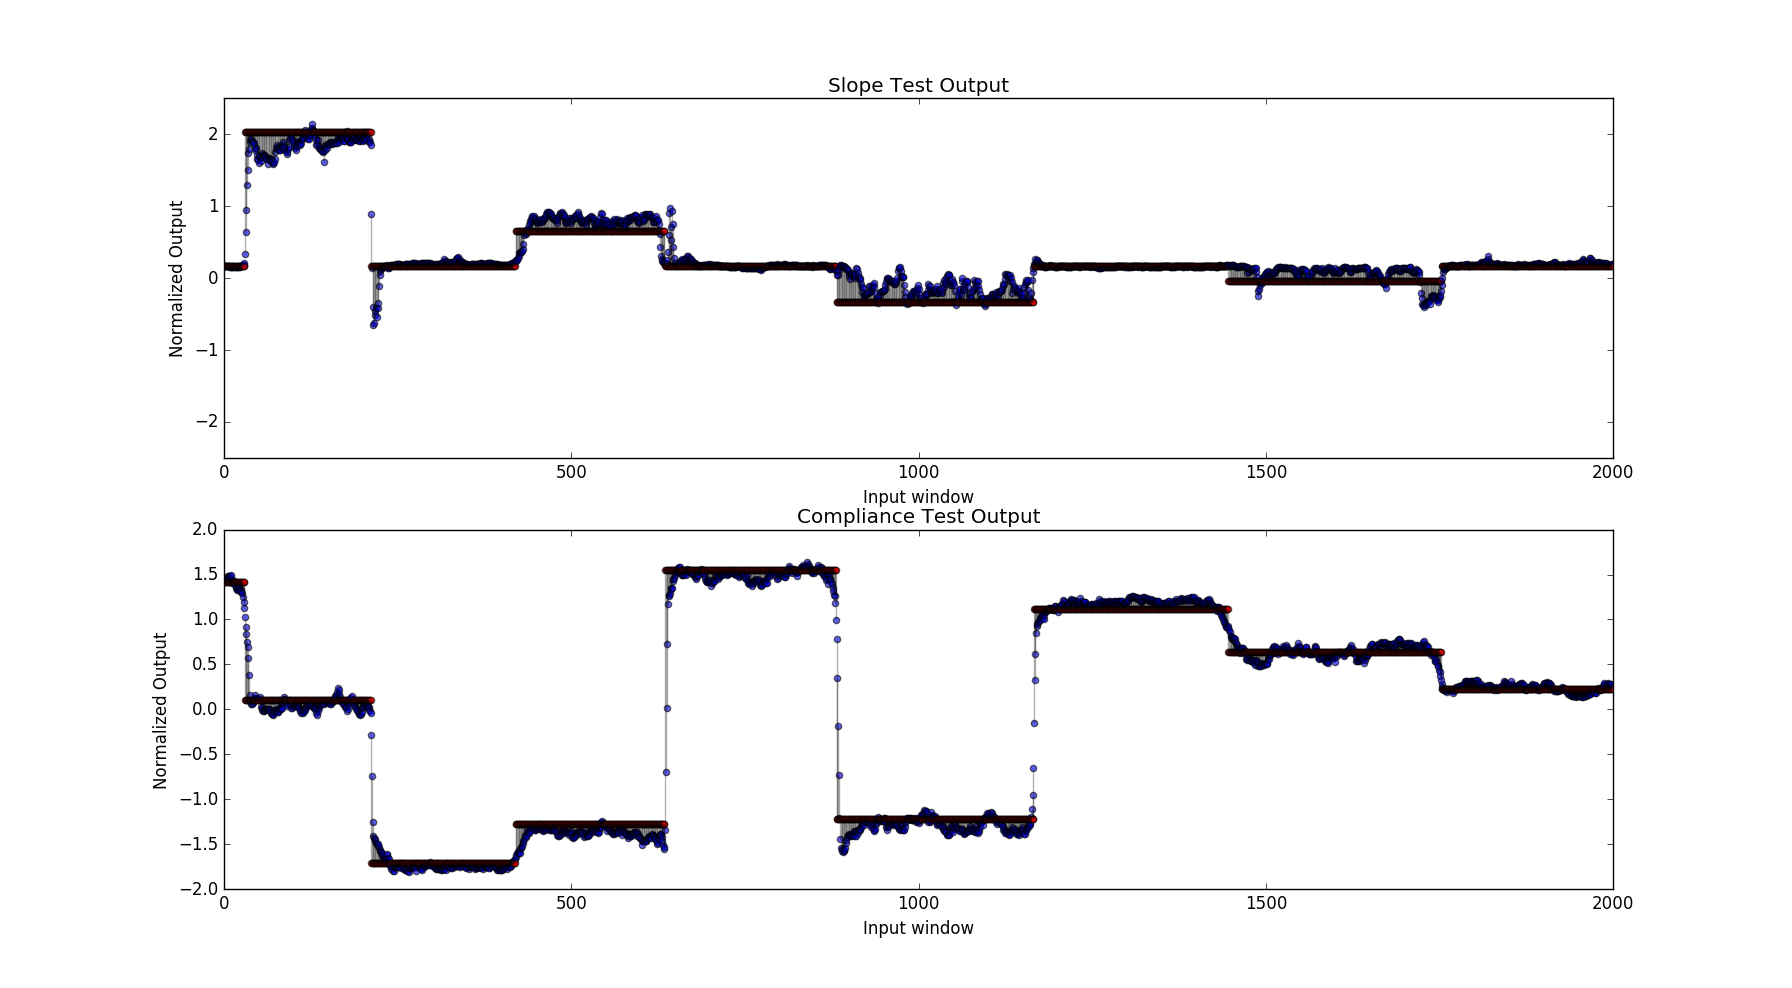 Slope Test Output
2
1
0
−1
−2
Normalized Output
0 500 1000 1500 2000
Input window
Compliance Test Output
2.0
1.5
1.0
0.5
0.0
−0.5
−1.0
−1.5
−2.0
Normalized Output
0 500 1000 1500 2000
Input window